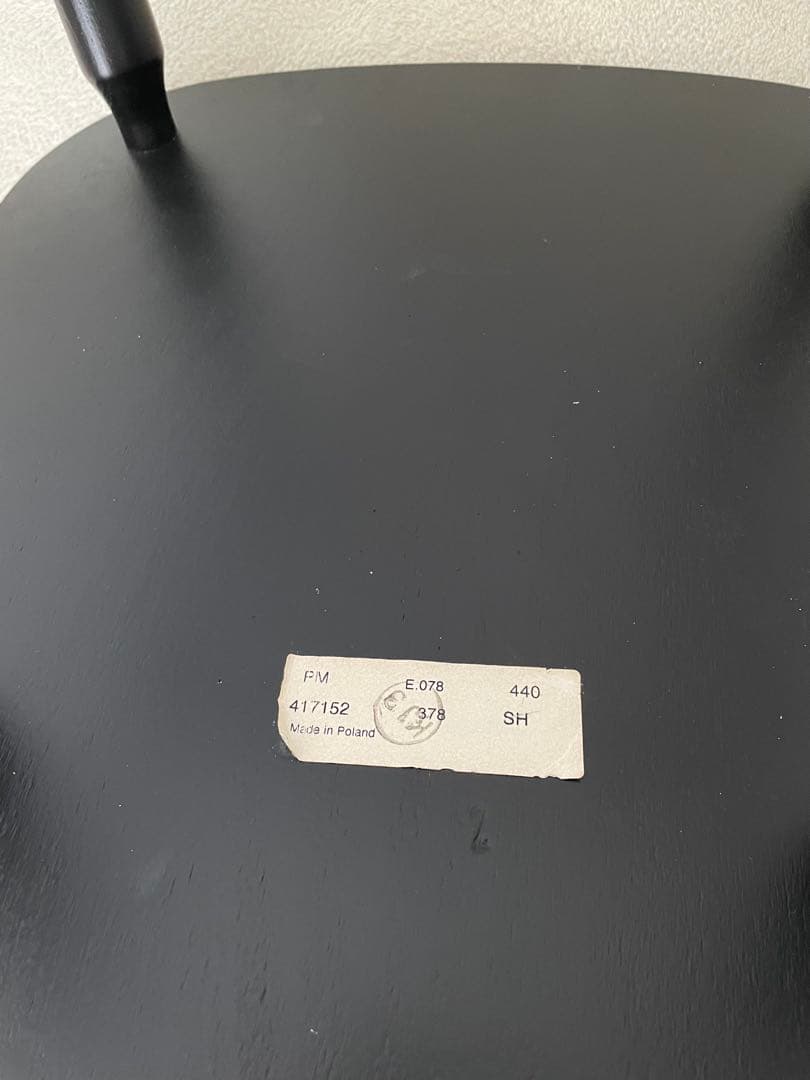 PM E.078 440
417152 378 SH
Made in Poland